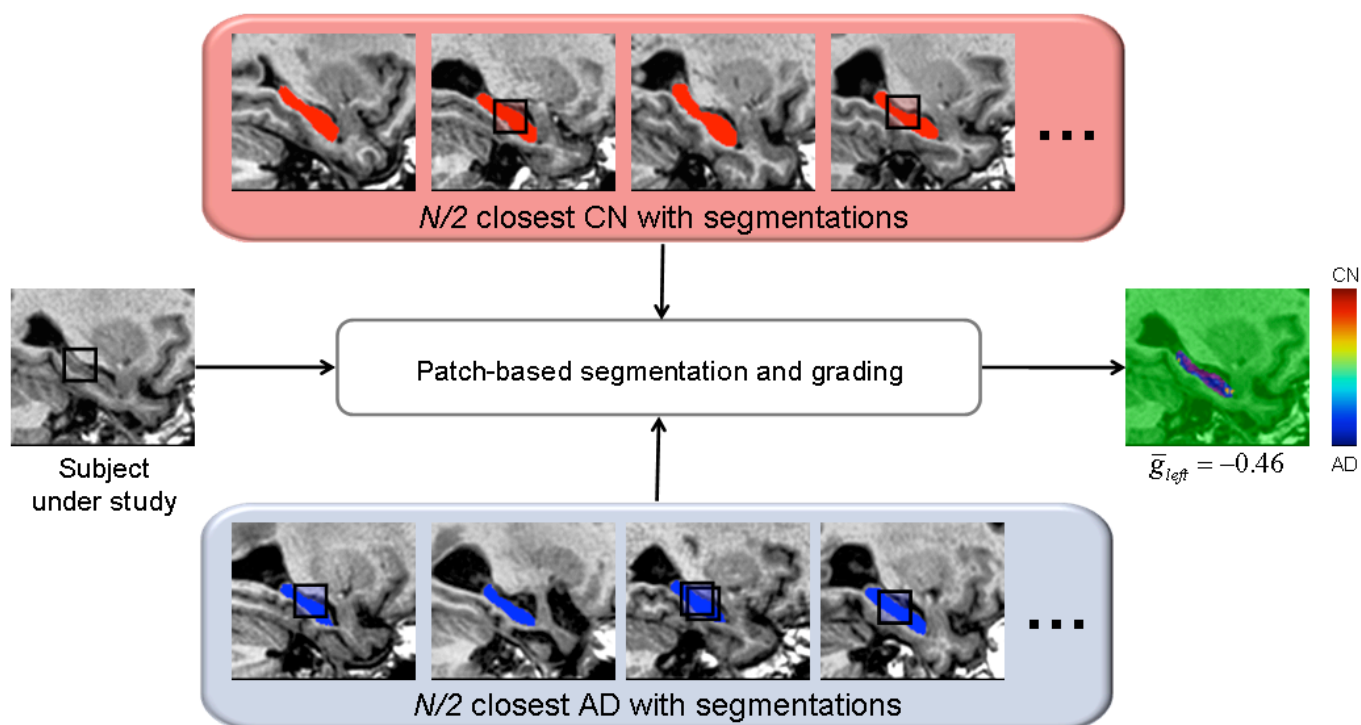 N/2 closest CN with segmentations
Subject
under study
Patch-based segmentation and grading
CN
AD
g̅left = −0.46
N/2 closest AD with segmentations